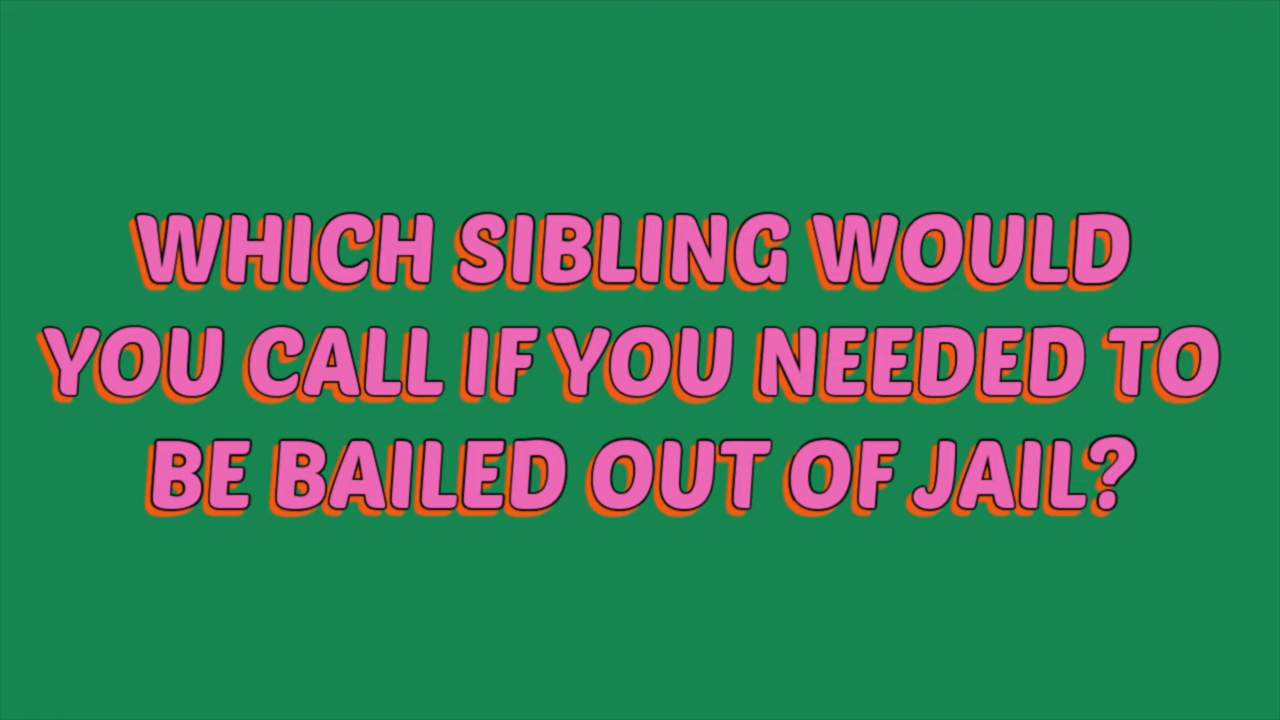 WHICH SIBLING WOULD
YOU CALL IF YOU NEEDED TO
BE BAILED OUT OF JAIL?